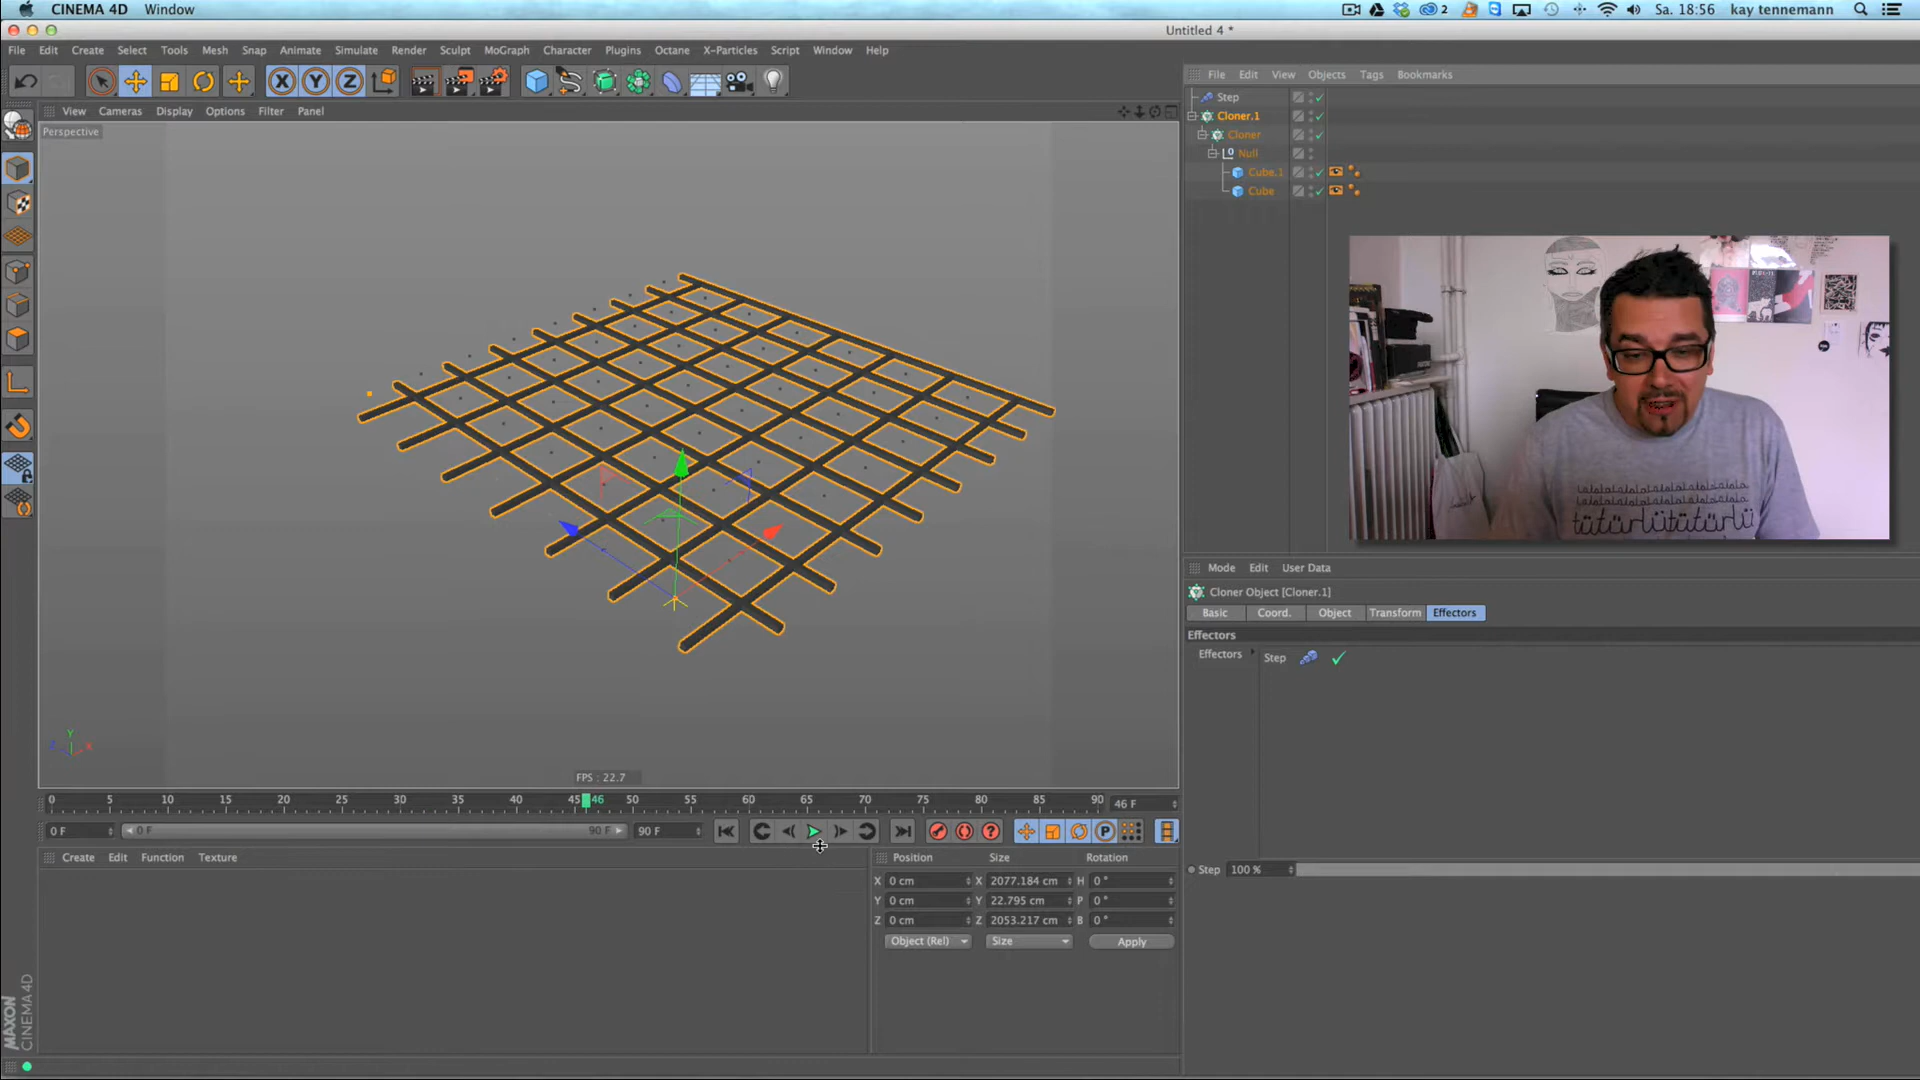 CINEMA 4D Window
2 Sa. 18:56 kay tennemann
Untitled 4 *
File Edit Create Select Tools Mesh Snap Animate Simulate Render Sculpt MoGraph Character Plugins Octane X-Particles Script Window Help
X Y Z
File Edit View Objects Tags Bookmarks
View Cameras Display Options Filter Panel
Perspective
Step
Cloner.1
Cloner
0 Null
Cube.1
Cube
lalalalalalalalalalalala
lalalalalalalalalalalala
tütürlütütürlü
Mode Edit User Data
Cloner Object [Cloner.1]
Basic Coord. Object Transform Effectors
Effectors
Effectors Step
Y
Z X
FPS : 22.7
0 5 10 15 20 25 30 35 40 45 46 50 55 60 65 70 75 80 85 90 46 F
0 F 0 F 90 F 90 F ? P
Create Edit Function Texture
Position Size Rotation
X 0 cm X 2077.184 cm H 0 °
Y 0 cm Y 22.795 cm P 0 °
Z 0 cm Z 2053.217 cm B 0 °
Object (Rel) Size Apply
Step 100 %
MAXON
CINEMA 4D